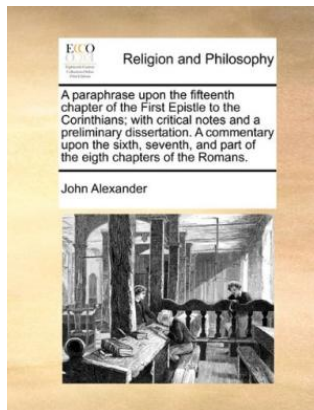 ECCO
Religion and Philosophy
A paraphrase upon the fifteenth
chapter of the First Epistle to the
Corinthians; with critical notes and a
preliminary dissertation. A commentary
upon the sixth, seventh, and part of
the eigth chapters of the Romans.
John Alexander